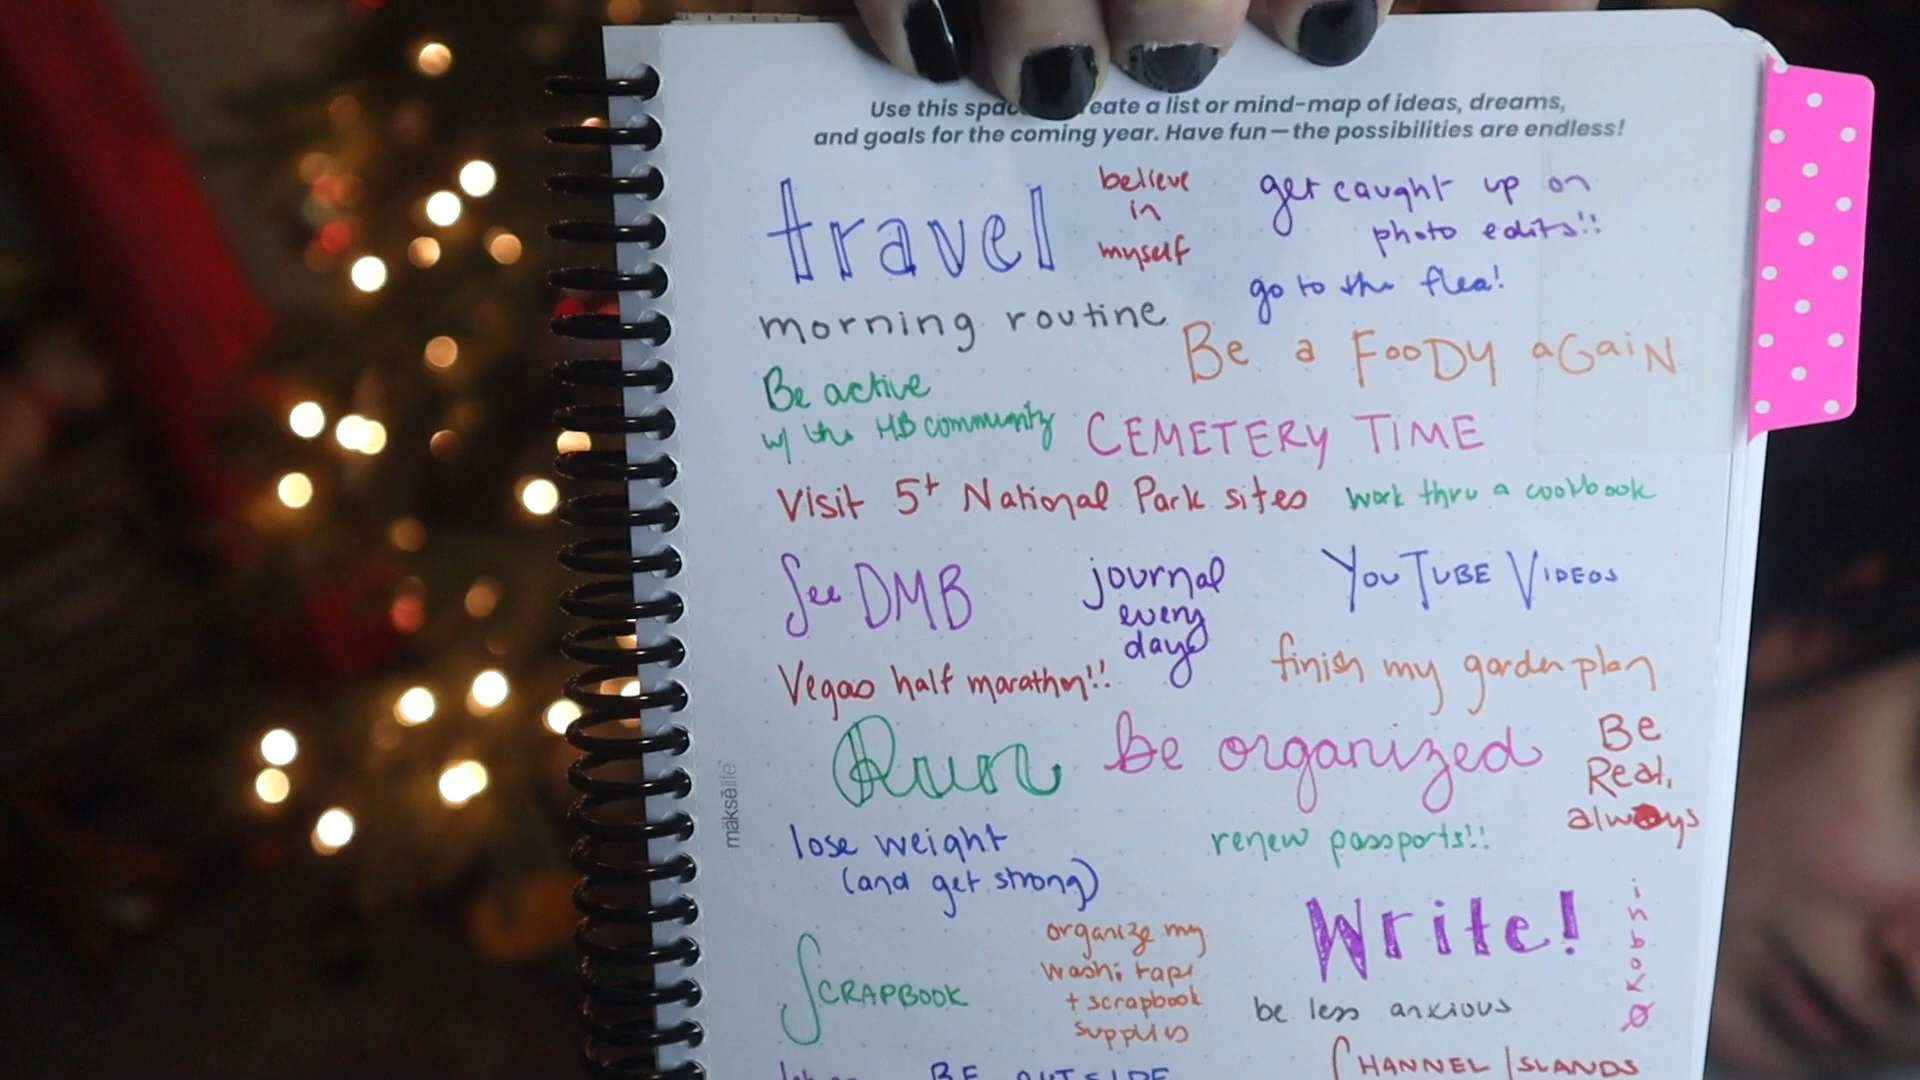 Use this eate a list or mind-map of ideas, dreams,
and goals for the coming year. Have fun—the possibilities are endless!
travel
believe
in
myself
get caught up on
photo edits!!
go to the flea!
morning routine
Be a FOODY aGaiN
Be active
w/ the HB community
CEMETERY TIME
Visit 5+ National Park sites
work thru a cookbook
See DMB
journal
every
day
YOUTUBE VIDEOS
Vegas half marathon!!
finish my garden plan
Run
be organized
Be
Real,
always
mäksēlife
lose weight
(and get strong)
renew passports!!
Write!
SCRAPBOOK
organize my
washi tape
+ scrapbook
supplies
be less anxious
BE OUTSIDE
CHANNEL ISLANDS